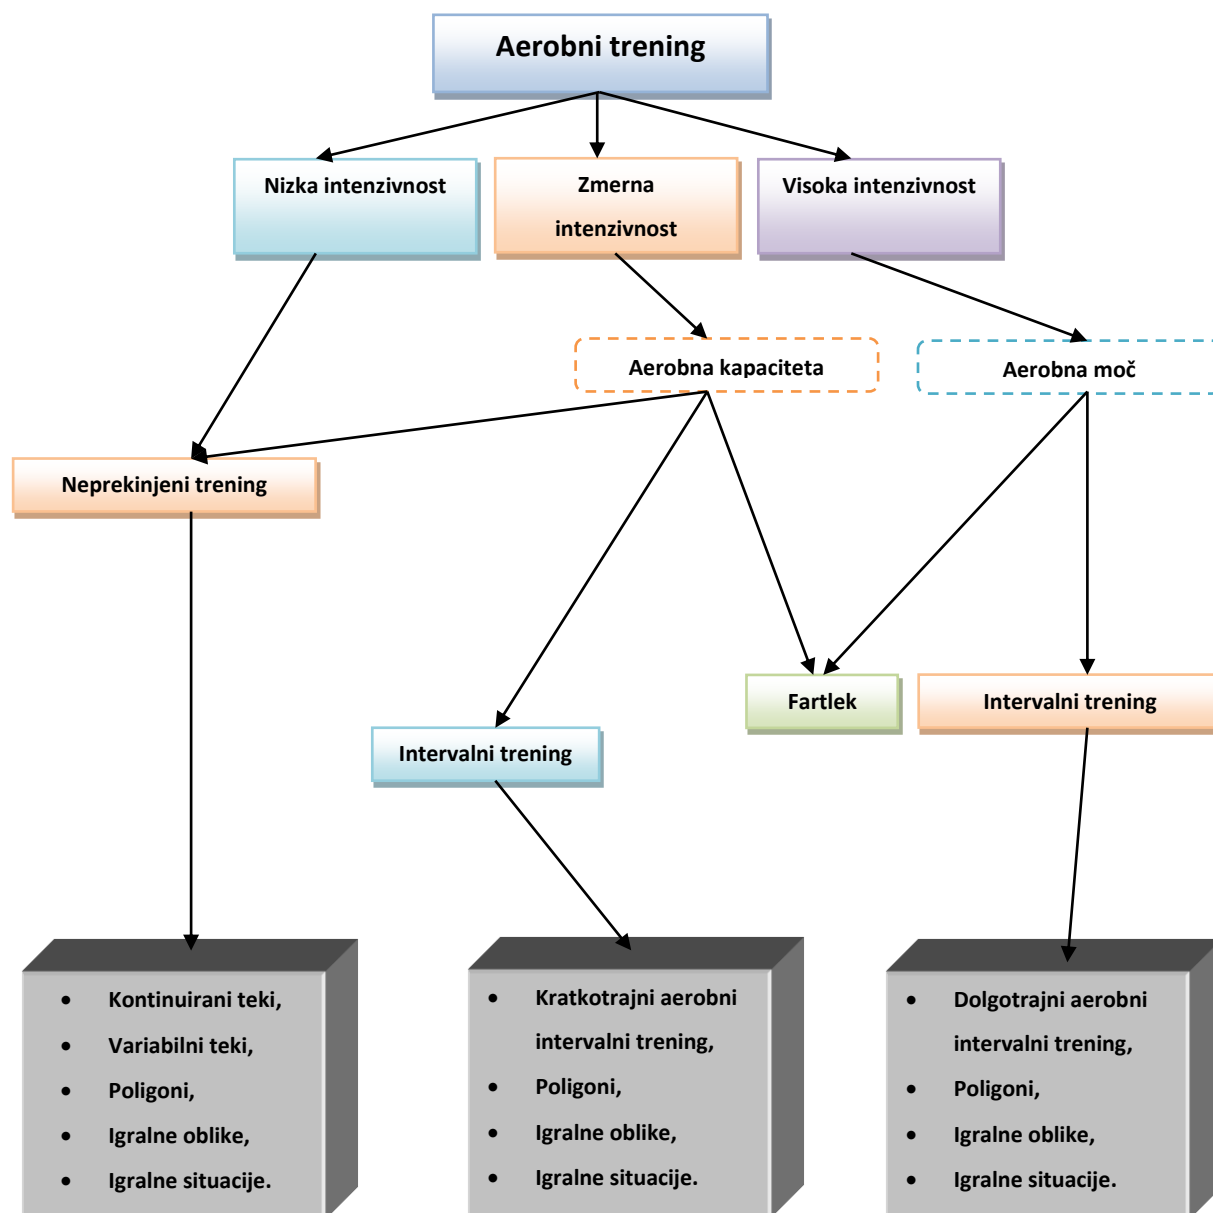 Aerobni trening
Nizka intenzivnost
Zmerna
intenzivnost
Visoka intenzivnost
Aerobna kapaciteta
Aerobna moč
Neprekinjeni trening
Fartlek
Intervalni trening
Intervalni trening
• Kontinuirani teki,
• Variabilni teki,
• Poligoni,
• Igralne oblike,
• Igralne situacije.
• Kratkotrajni aerobni
intervalni trening,
• Poligoni,
• Igralne oblike,
• Igralne situacije.
• Dolgotrajni aerobni
intervalni trening,
• Poligoni,
• Igralne oblike,
• Igralne situacije.